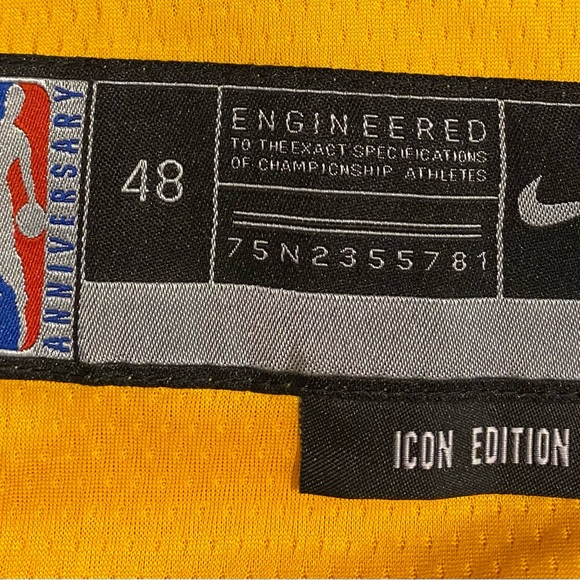 ANNIVERSARY
48
ENGINEERED
TO THE EXACT SPECIFICATIONS
OF CHAMPIONSHIP ATHLETES
75N2355781
ICON EDITION